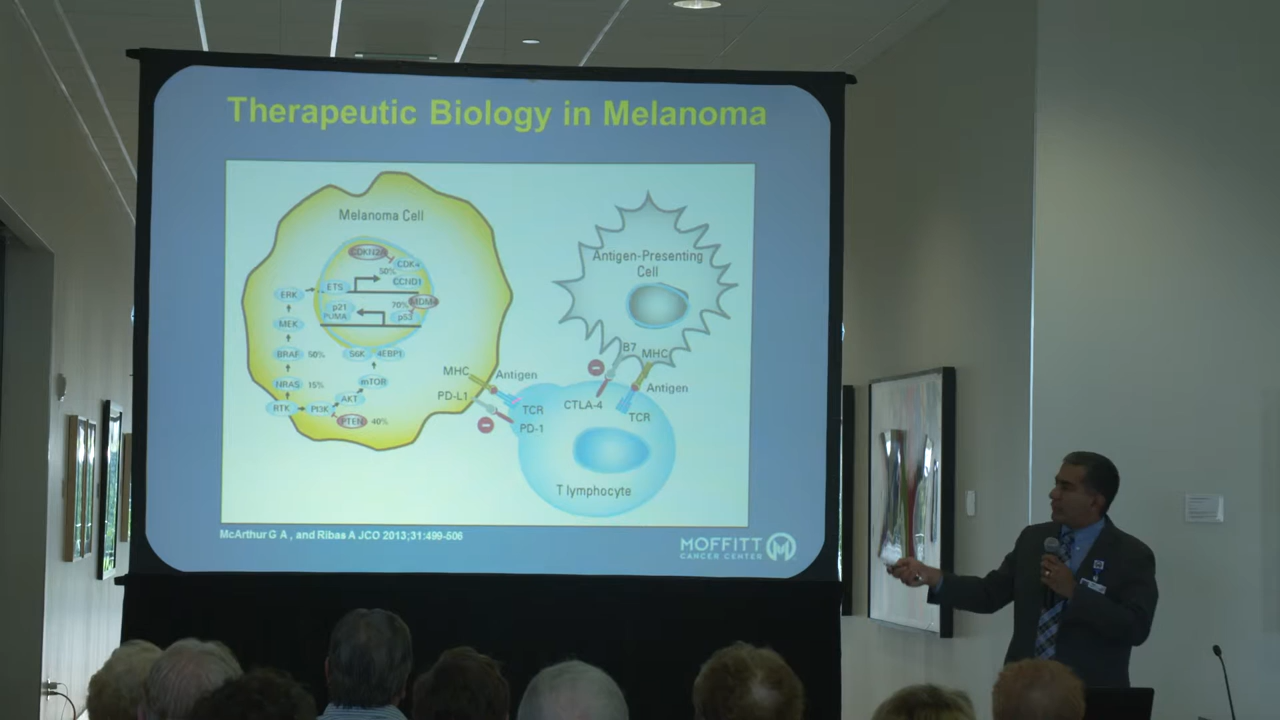 Therapeutic Biology in Melanoma
Melanoma Cell
CDKN2A
CDK4
50%
CCND1
ETS
ERK
p21
PUMA
70%
MDM4
p53
MEK
BRAF 50%
S6K 4EBP1
NRAS 15%
mTOR
AKT
RTK
PI3K
PTEN 40%
Antigen-Presenting
Cell
B7
MHC
MHC
Antigen
Antigen
PD-L1
CTLA-4
TCR
TCR
PD-1
T lymphocyte
McArthur G A , and Ribas A JCO 2013;31:499-506
MOFFITT
CANCER CENTER